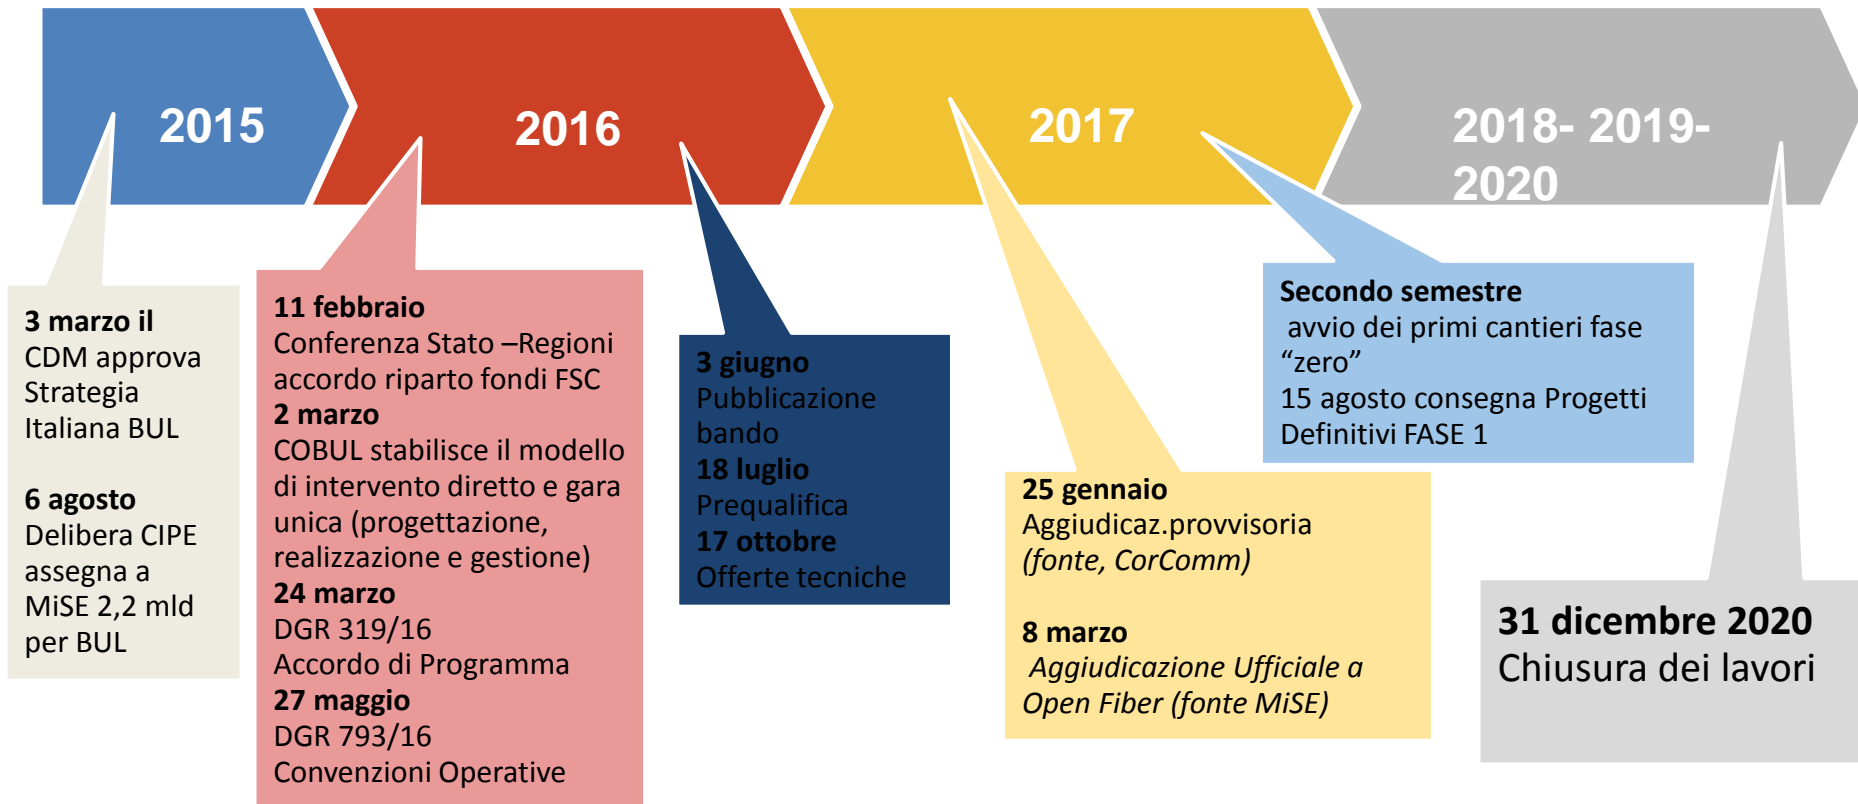 2015
2016
2017
2018- 2019-
2020
3 marzo il
CDM approva
Strategia
Italiana BUL
6 agosto
Delibera CIPE
assegna a
MiSE 2,2 mld
per BUL
11 febbraio
Conferenza Stato –Regioni
accordo riparto fondi FSC
2 marzo
COBUL stabilisce il modello
di intervento diretto e gara
unica (progettazione,
realizzazione e gestione)
24 marzo
DGR 319/16
Accordo di Programma
27 maggio
DGR 793/16
Convenzioni Operative
3 giugno
Pubblicazione
bando
18 luglio
Prequalifica
17 ottobre
Offerte tecniche
25 gennaio
Aggiudicaz.provvisoria
(fonte, CorComm)
8 marzo
Aggiudicazione Ufficiale a
Open Fiber (fonte MiSE)
Secondo semestre
avvio dei primi cantieri fase
“zero”
15 agosto consegna Progetti
Definitivi FASE 1
31 dicembre 2020
Chiusura dei lavori